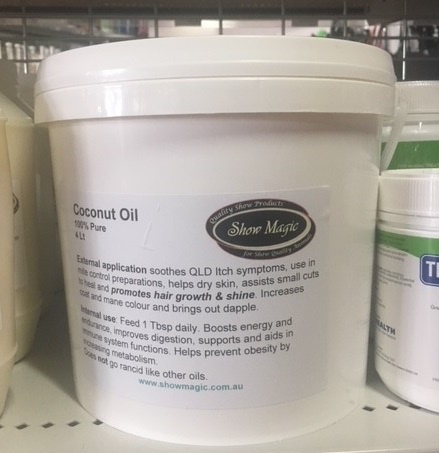 Coconut Oil
100% Pure
4 Lt
Quality Show Products
Show Magic
for Show Quality
External application soothes QLD Itch symptoms, use in
mite control preparations, helps dry skin, assists small cuts
to heal and promotes hair growth & shine. Increases
coat and mane colour and brings out dapple.
Internal use: Feed 1 Tbsp daily. Boosts energy and
endurance, improves digestion, supports and aids in
immune system functions. Helps prevent obesity by
increasing metabolism.
Does not go rancid like other oils.
www.showmagic.com.au